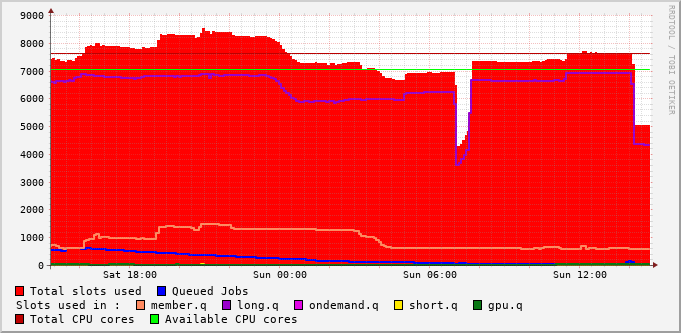 RRDTOOL / TOBI OETIKER
9000
8000
7000
6000
5000
4000
3000
2000
1000
0
Sat 18:00 Sun 00:00 Sun 06:00 Sun 12:00
Total slots used Queued Jobs
Slots used in : member.q long.q ondemand.q short.q gpu.q
Total CPU cores Available CPU cores